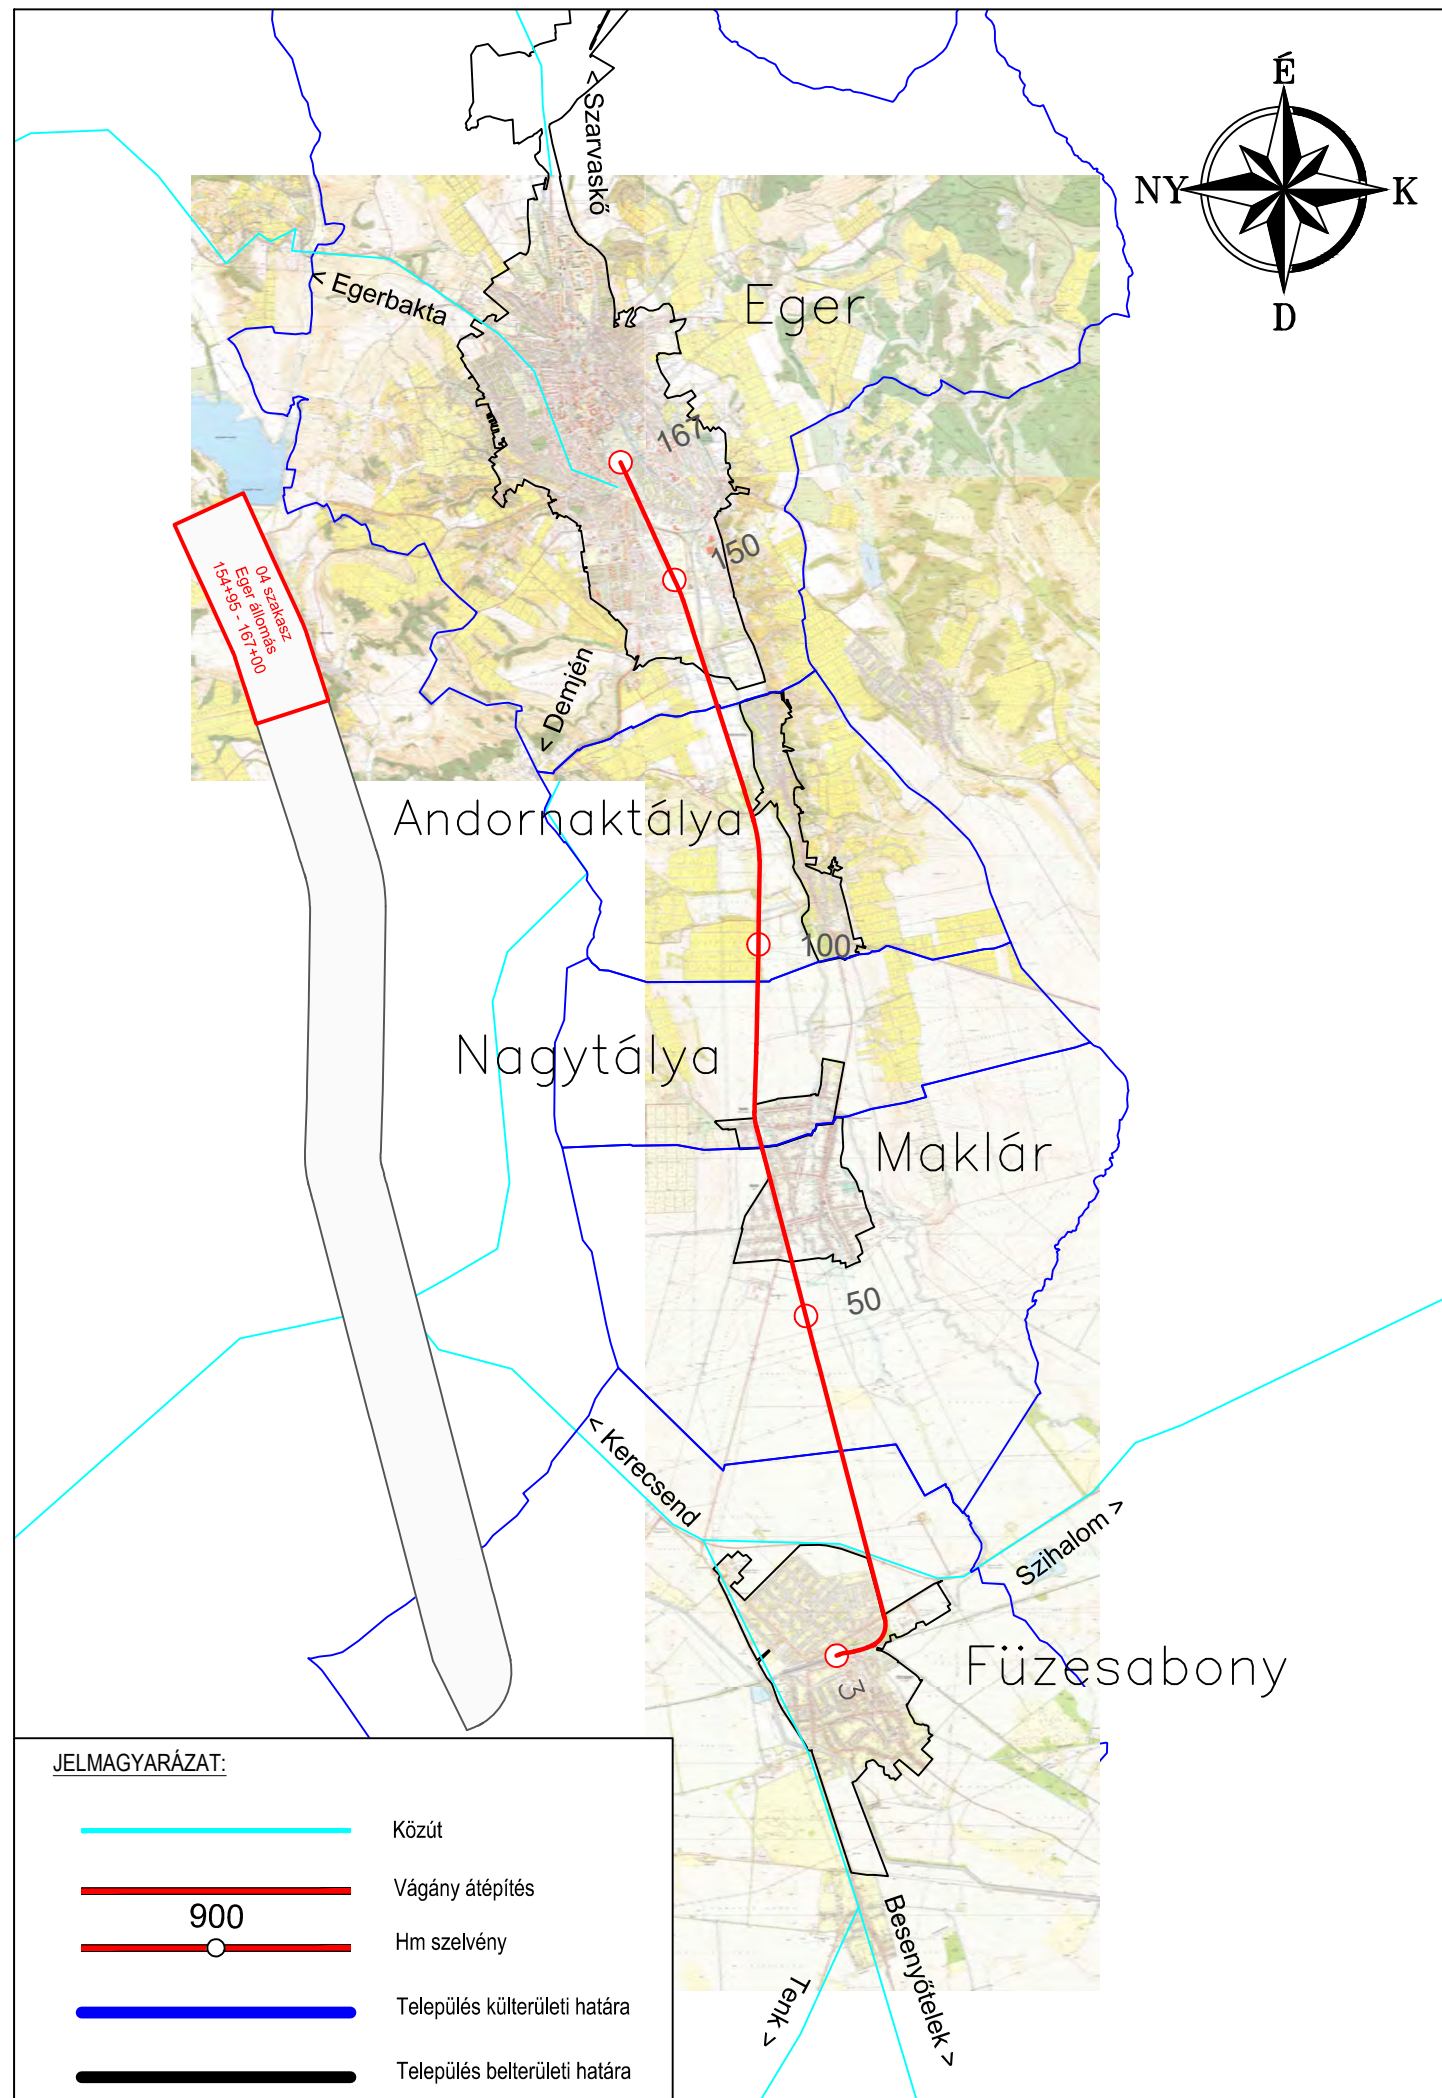 É
NY
K
D
< Szarvaskő
< Egerbakta
Eger
167
150
04 szakasz
Eger állomás
154+95 - 167+00
< Demjén
Andornaktálya
100
Nagytálya
Maklár
50
< Kerecsend
Szihalom >
Füzesabony
3
Besenyőtelek >
Tenk >
JELMAGYARÁZAT:
Közút
Vágány átépítés
900
Hm szelvény
Település külterületi határa
Település belterületi határa